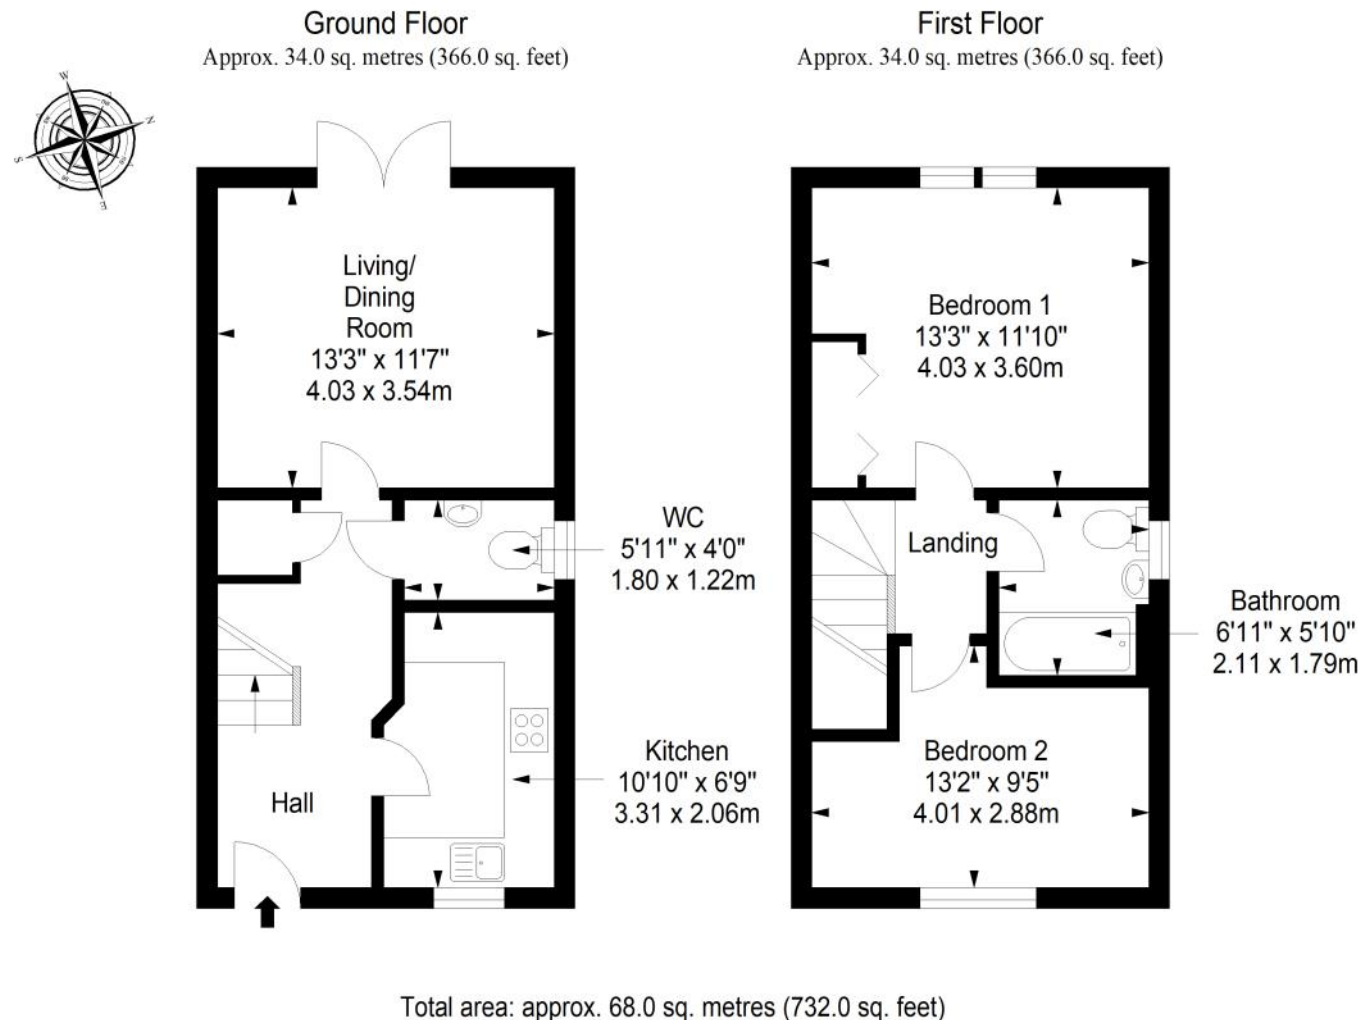 Ground Floor
Approx. 34.0 sq. metres (366.0 sq. feet)
First Floor
Approx. 34.0 sq. metres (366.0 sq. feet)
W
N
S
E
Living/
Dining
Room
13'3" x 11'7"
4.03 x 3.54m
WC
5'11" x 4'0"
1.80 x 1.22m
Kitchen
10'10" x 6'9"
3.31 x 2.06m
Hall
Bedroom 1
13'3" x 11'10"
4.03 x 3.60m
Landing
Bathroom
6'11" x 5'10"
2.11 x 1.79m
Bedroom 2
13'2" x 9'5"
4.01 x 2.88m
Total area: approx. 68.0 sq. metres (732.0 sq. feet)